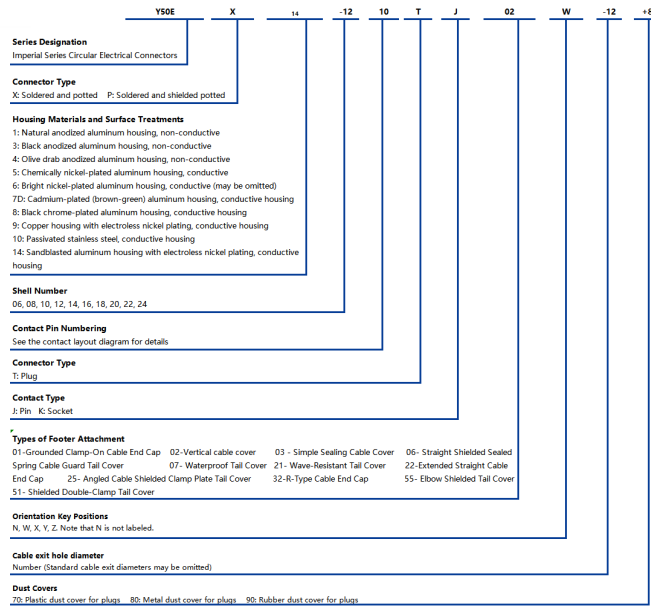 Y50E X 14 -12 10 T J 02 W -12 +8
Series Designation
Imperial Series Circular Electrical Connectors
Connector Type
X: Soldered and potted P: Soldered and shielded potted
Housing Materials and Surface Treatments
1: Natural anodized aluminum housing, non-conductive
3: Black anodized aluminum housing, non-conductive
4: Olive drab anodized aluminum housing, non-conductive
5: Chemically nickel-plated aluminum housing, conductive
6: Bright nickel-plated aluminum housing, conductive (may be omitted)
7D: Cadmium-plated (brown-green) aluminum housing, conductive housing
8: Black chrome-plated aluminum housing, conductive housing
9: Copper housing with electroless nickel plating, conductive housing
10: Passivated stainless steel, conductive housing
14: Sandblasted aluminum housing with electroless nickel plating, conductive
housing
Shell Number
06, 08, 10, 12, 14, 16, 18, 20, 22, 24
Contact Pin Numbering
See the contact layout diagram for details
Connector Type
T: Plug
Contact Type
J: Pin K: Socket
Types of Footer Attachment
01-Grounded Clamp-On Cable End Cap 02-Vertical cable cover 03 - Simple Sealing Cable Cover 06- Straight Shielded Sealed
Spring Cable Guard Tail Cover 07- Waterproof Tail Cover 21- Wave-Resistant Tail Cover 22-Extended Straight Cable
End Cap 25- Angled Cable Shielded Clamp Plate Tail Cover 32-R-Type Cable End Cap 55- Elbow Shielded Tail Cover
51- Shielded Double-Clamp Tail Cover
Orientation Key Positions
N, W, X, Y, Z. Note that N is not labeled.
Cable exit hole diameter
Number (Standard cable exit diameters may be omitted)
Dust Covers
70: Plastic dust cover for plugs 80: Metal dust cover for plugs 90: Rubber dust cover for plugs